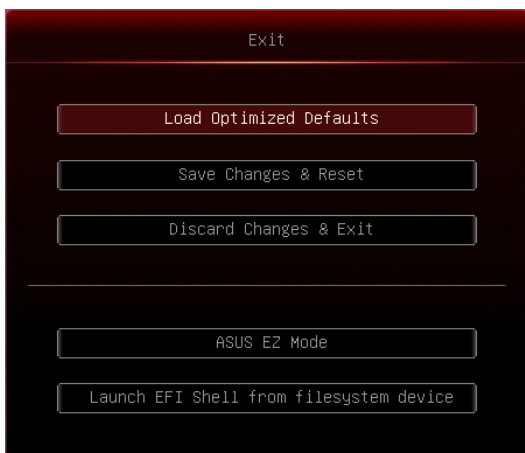 Exit
Load Optimized Defaults
Save Changes & Reset
Discard Changes & Exit
ASUS EZ Mode
Launch EFI Shell from filesystem device